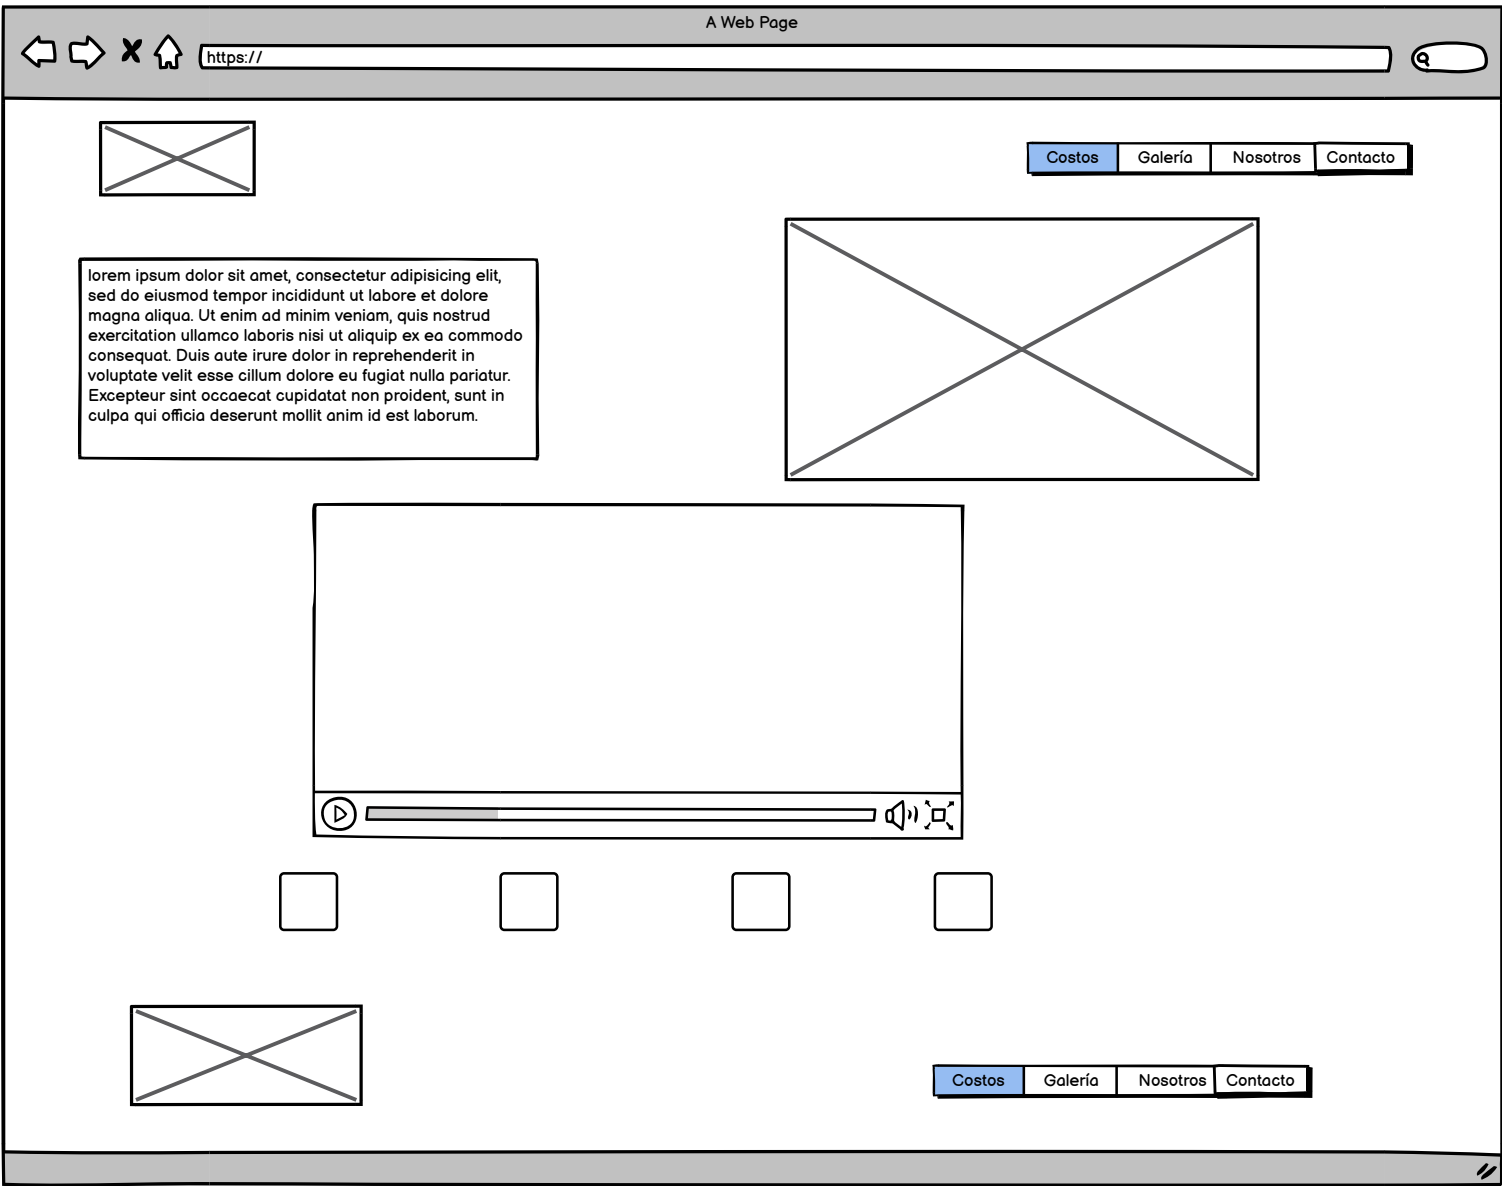 A Web Page
https://
Costos Galería Nosotros Contacto
lorem ipsum dolor sit amet, consectetur adipisicing elit,
sed do eiusmod tempor incididunt ut labore et dolore
magna aliqua. Ut enim ad minim veniam, quis nostrud
exercitation ullamco laboris nisi ut aliquip ex ea commodo
consequat. Duis aute irure dolor in reprehenderit in
voluptate velit esse cillum dolore eu fugiat nulla pariatur.
Excepteur sint occaecat cupidatat non proident, sunt in
culpa qui officia deserunt mollit anim id est laborum.
Costos Galería Nosotros Contacto